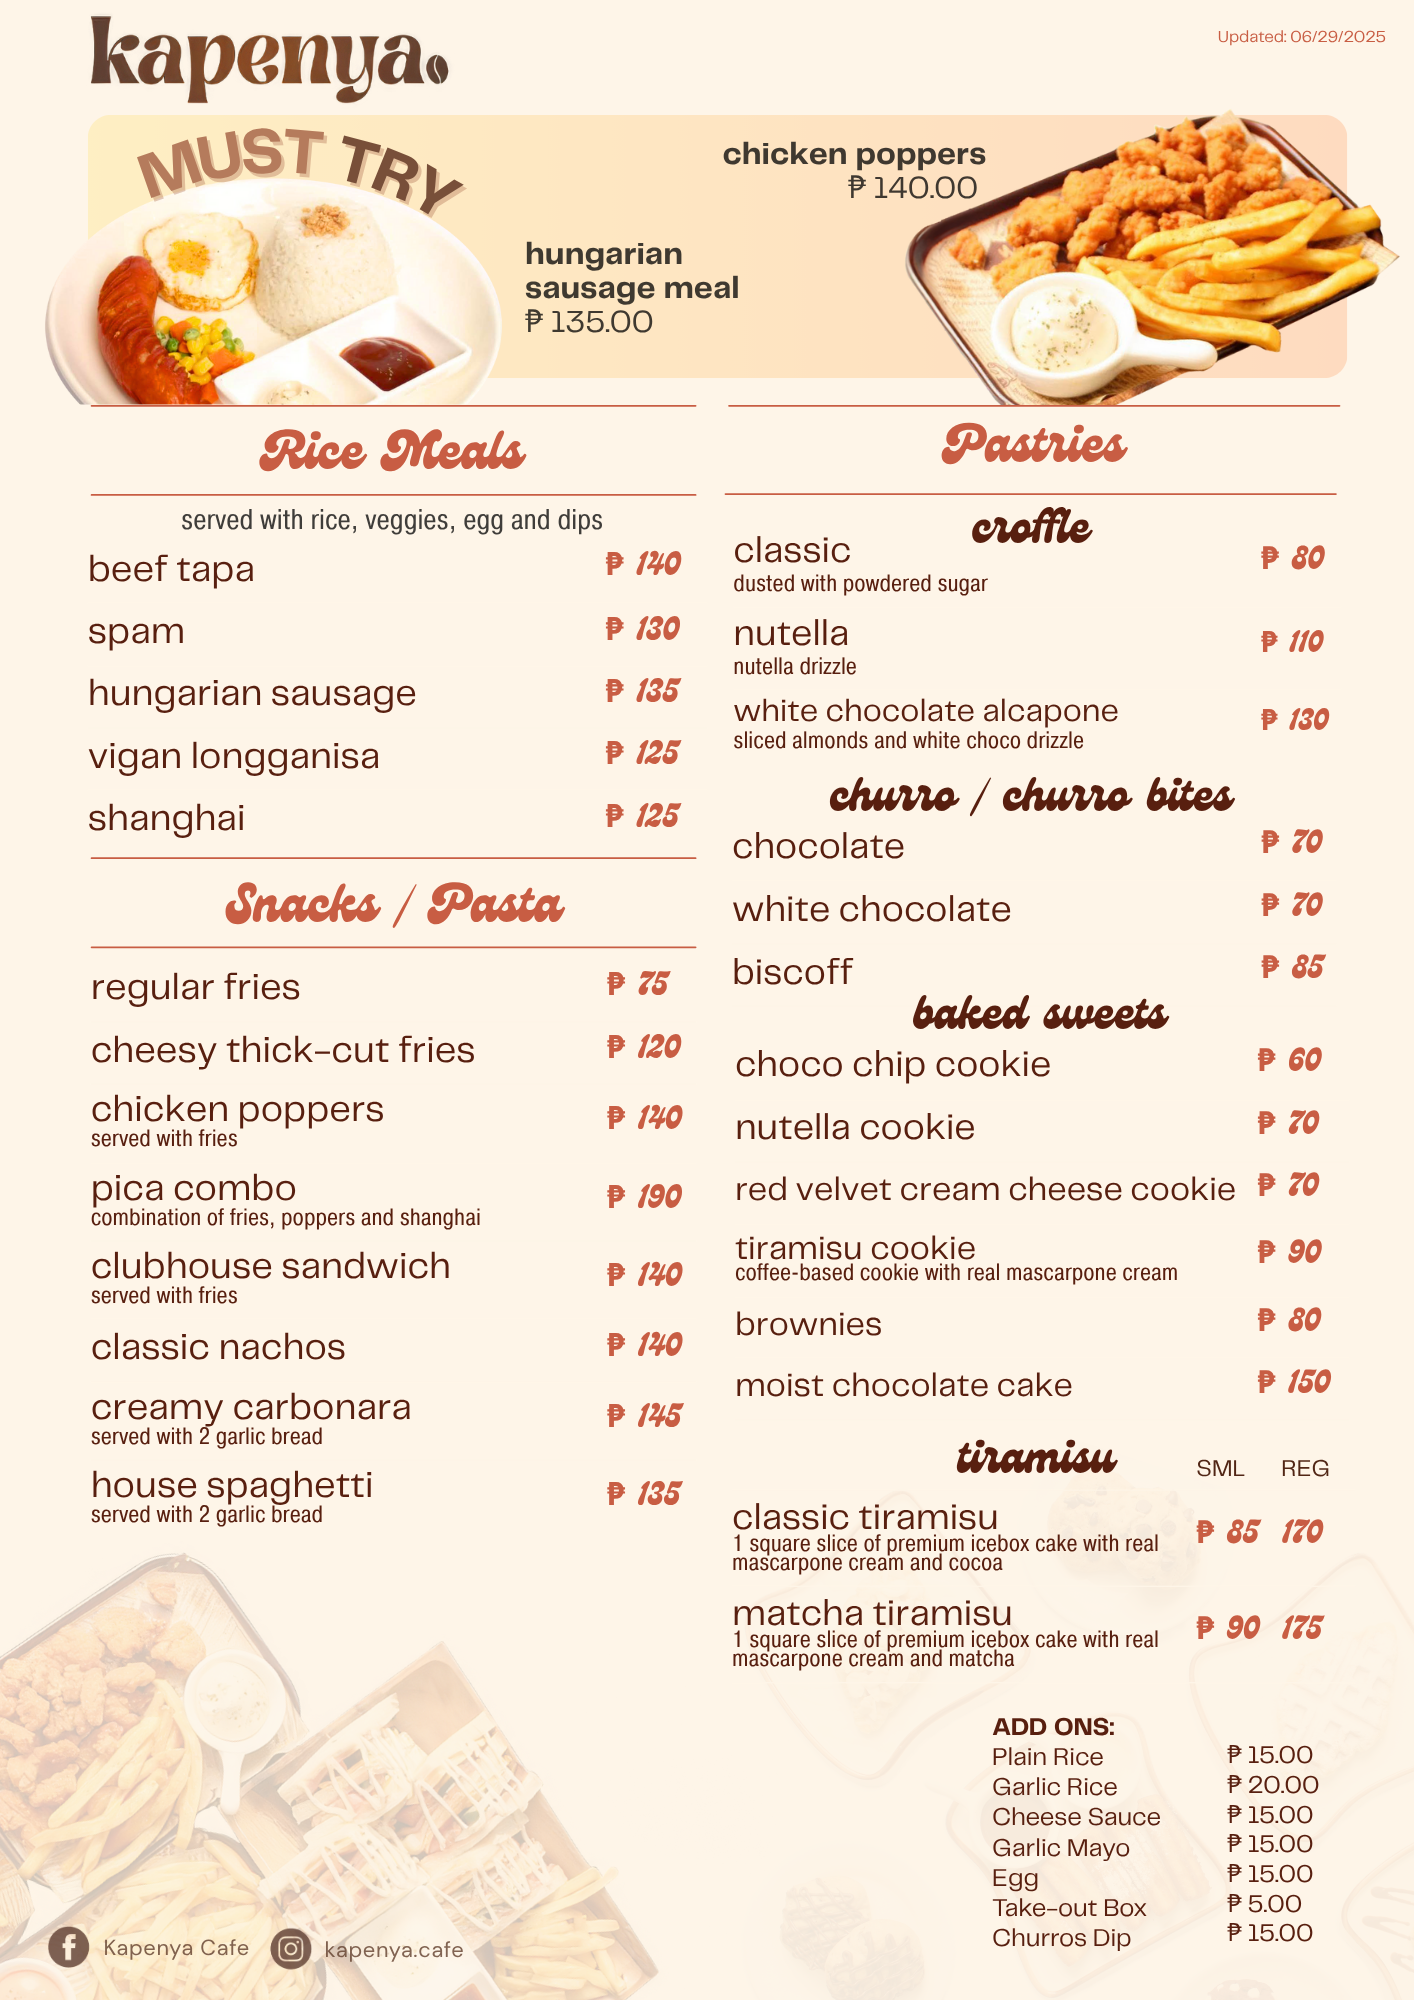 kapenya
Updated: 06/29/2025
MUST TRY
chicken poppers
₱ 140.00
hungarian
sausage meal
₱ 135.00
Rice Meals
served with rice, veggies, egg and dips
beef tapa ₱ 140
spam ₱ 130
hungarian sausage ₱ 135
vigan longganisa ₱ 125
shanghai ₱ 125
Snacks / Pasta
regular fries ₱ 75
cheesy thick-cut fries ₱ 120
chicken poppers ₱ 140
served with fries
pica combo ₱ 190
combination of fries, poppers and shanghai
clubhouse sandwich ₱ 140
served with fries
classic nachos ₱ 140
creamy carbonara ₱ 145
served with 2 garlic bread
house spaghetti ₱ 135
served with 2 garlic bread
Pastries
croffle
classic ₱ 80
dusted with powdered sugar
nutella ₱ 110
nutella drizzle
white chocolate alcapone ₱ 130
sliced almonds and white choco drizzle
churro / churro bites
chocolate ₱ 70
white chocolate ₱ 70
biscoff ₱ 85
baked sweets
choco chip cookie ₱ 60
nutella cookie ₱ 70
red velvet cream cheese cookie ₱ 70
tiramisu cookie ₱ 90
coffee-based cookie with real mascarpone cream
brownies ₱ 80
moist chocolate cake ₱ 150
tiramisu SML REG
classic tiramisu ₱ 85 170
1 square slice of premium icebox cake with real
mascarpone cream and cocoa
matcha tiramisu ₱ 90 175
1 square slice of premium icebox cake with real
mascarpone cream and matcha
ADD ONS:
Plain Rice ₱ 15.00
Garlic Rice ₱ 20.00
Cheese Sauce ₱ 15.00
Garlic Mayo ₱ 15.00
Egg ₱ 15.00
Take-out Box ₱ 5.00
Churros Dip ₱ 15.00
Kapenya Cafe kapenya.cafe